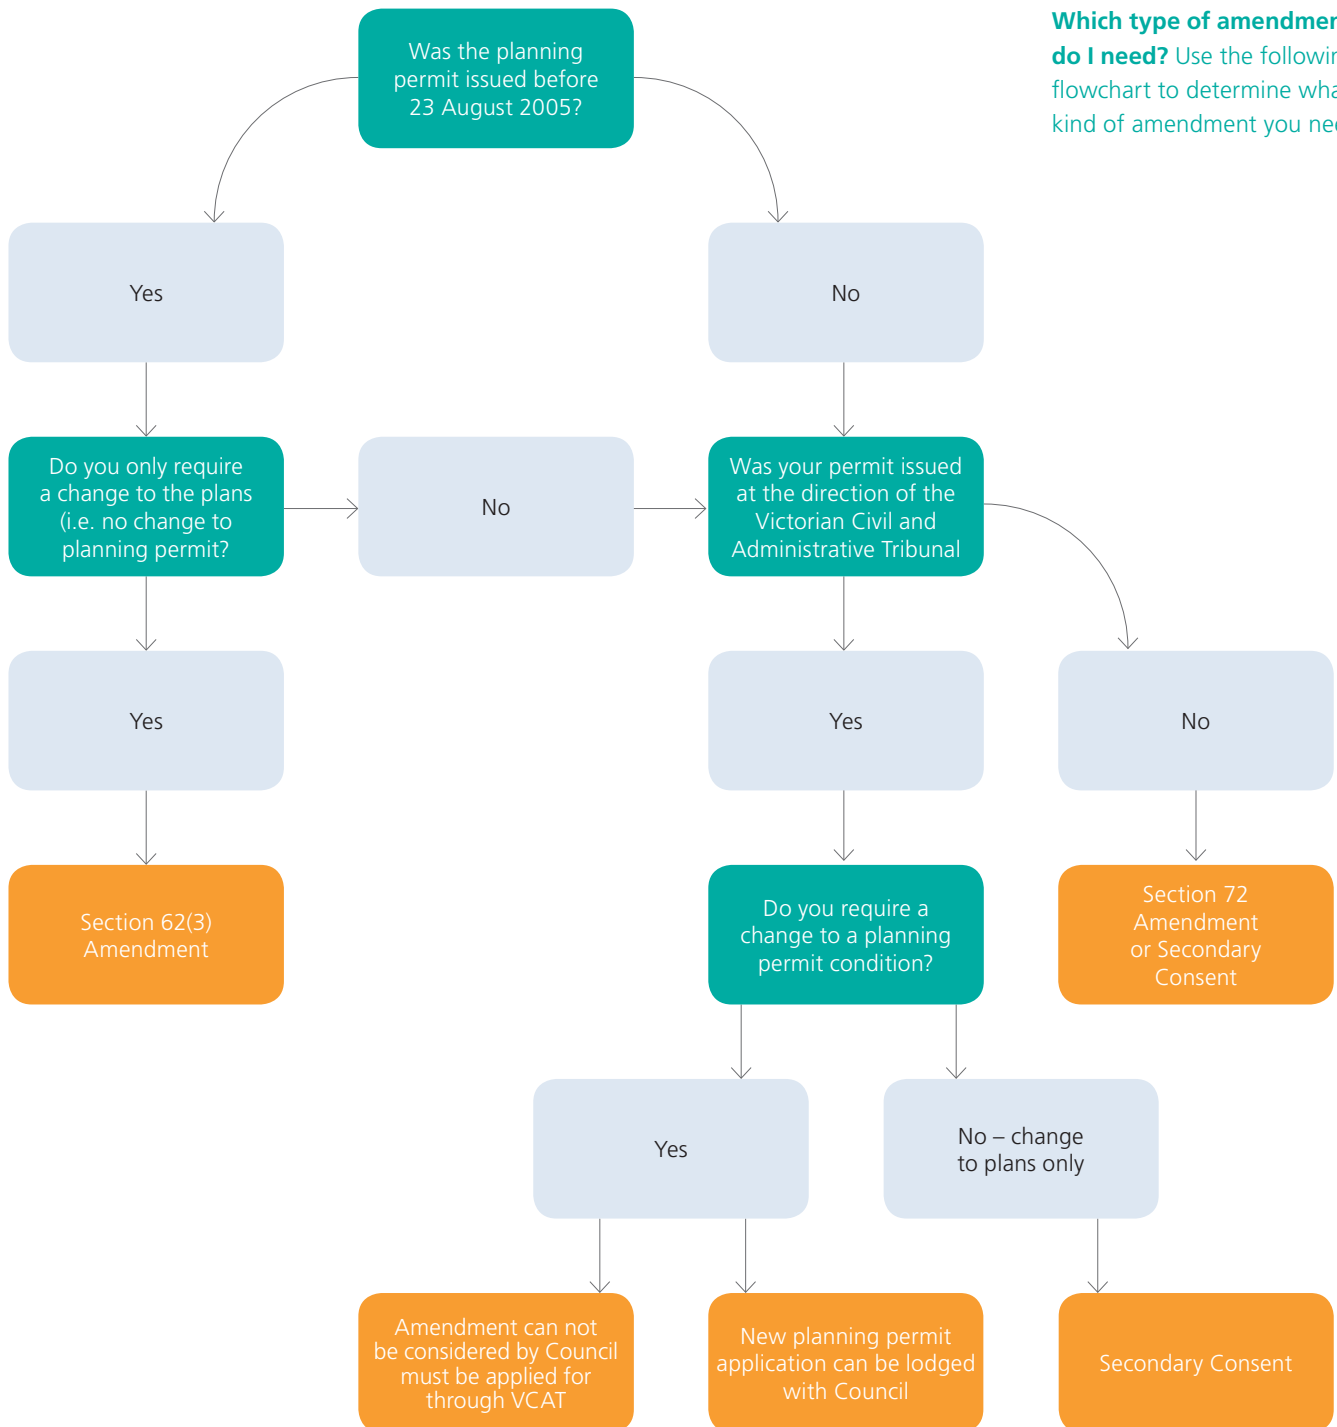 Which type of amendmen
do I need? Use the followin
flowchart to determine wha
kind of amendment you nee
Was the planning
permit issued before
23 August 2005?
Yes
No
Do you only require
a change to the plans
(i.e. no change to
planning permit?
No
Was your permit issued
at the direction of the
Victorian Civil and
Administrative Tribunal
Yes
Yes
No
Section 62(3)
Amendment
Do you require a
change to a planning
permit condition?
Section 72
Amendment
or Secondary
Consent
Yes
No – change
to plans only
Amendment can not
be considered by Council
must be applied for
through VCAT
New planning permit
application can be lodged
with Council
Secondary Consent